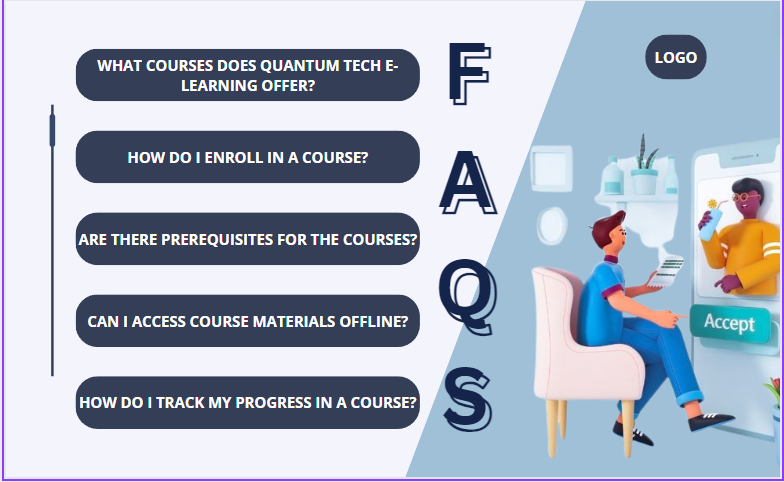 WHAT COURSES DOES QUANTUM TECH E-
LEARNING OFFER?
HOW DO I ENROLL IN A COURSE?
ARE THERE PREREQUISITES FOR THE COURSES?
CAN I ACCESS COURSE MATERIALS OFFLINE?
HOW DO I TRACK MY PROGRESS IN A COURSE?
F
A
Q
S
LOGO
Accept